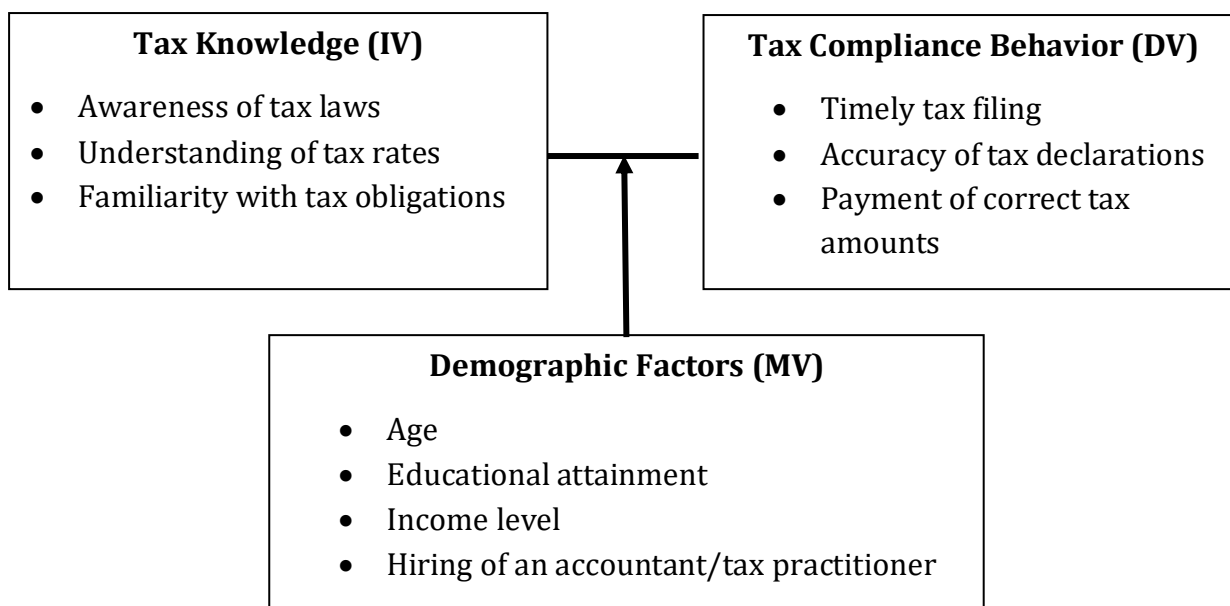 Tax Knowledge (IV)
• Awareness of tax laws
• Understanding of tax rates
• Familiarity with tax obligations
Tax Compliance Behavior (DV)
• Timely tax filing
• Accuracy of tax declarations
• Payment of correct tax
amounts
Demographic Factors (MV)
• Age
• Educational attainment
• Income level
• Hiring of an accountant/tax practitioner